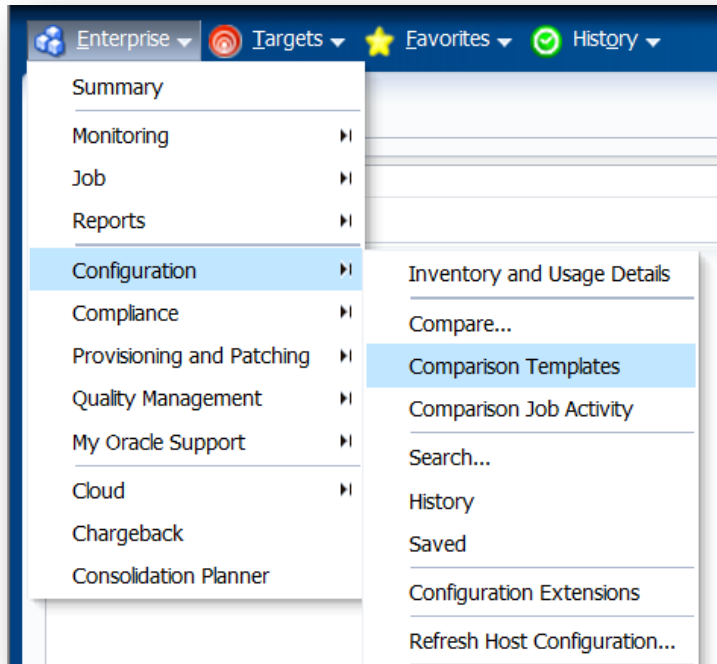 Enterprise Targets Favorites History
Summary
Monitoring
Job
Reports
Configuration
Compliance
Provisioning and Patching
Quality Management
My Oracle Support
Cloud
Chargeback
Consolidation Planner
Inventory and Usage Details
Compare...
Comparison Templates
Comparison Job Activity
Search...
History
Saved
Configuration Extensions
Refresh Host Configuration...